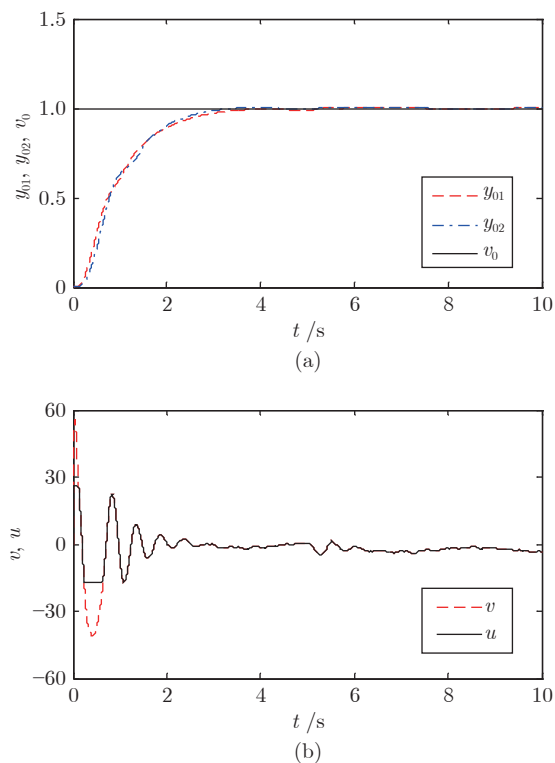 1.5
1.0
0.5
0
y₀₁, y₀₂, v₀
y₀₁
y₀₂
v₀
0 2 4 6 8 10
t /s
(a)
60
30
0
−30
−60
v, u
v
u
0 2 4 6 8 10
t /s
(b)